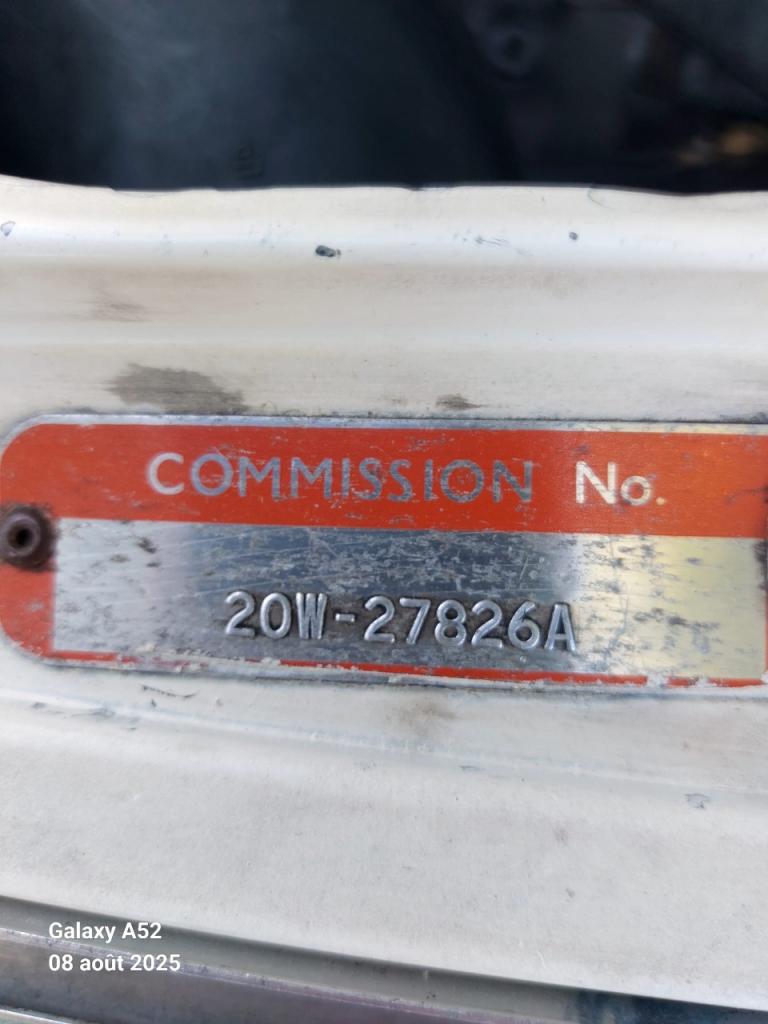 COMMISSION No.
20W-27826A
Galaxy A52
08 août 2025